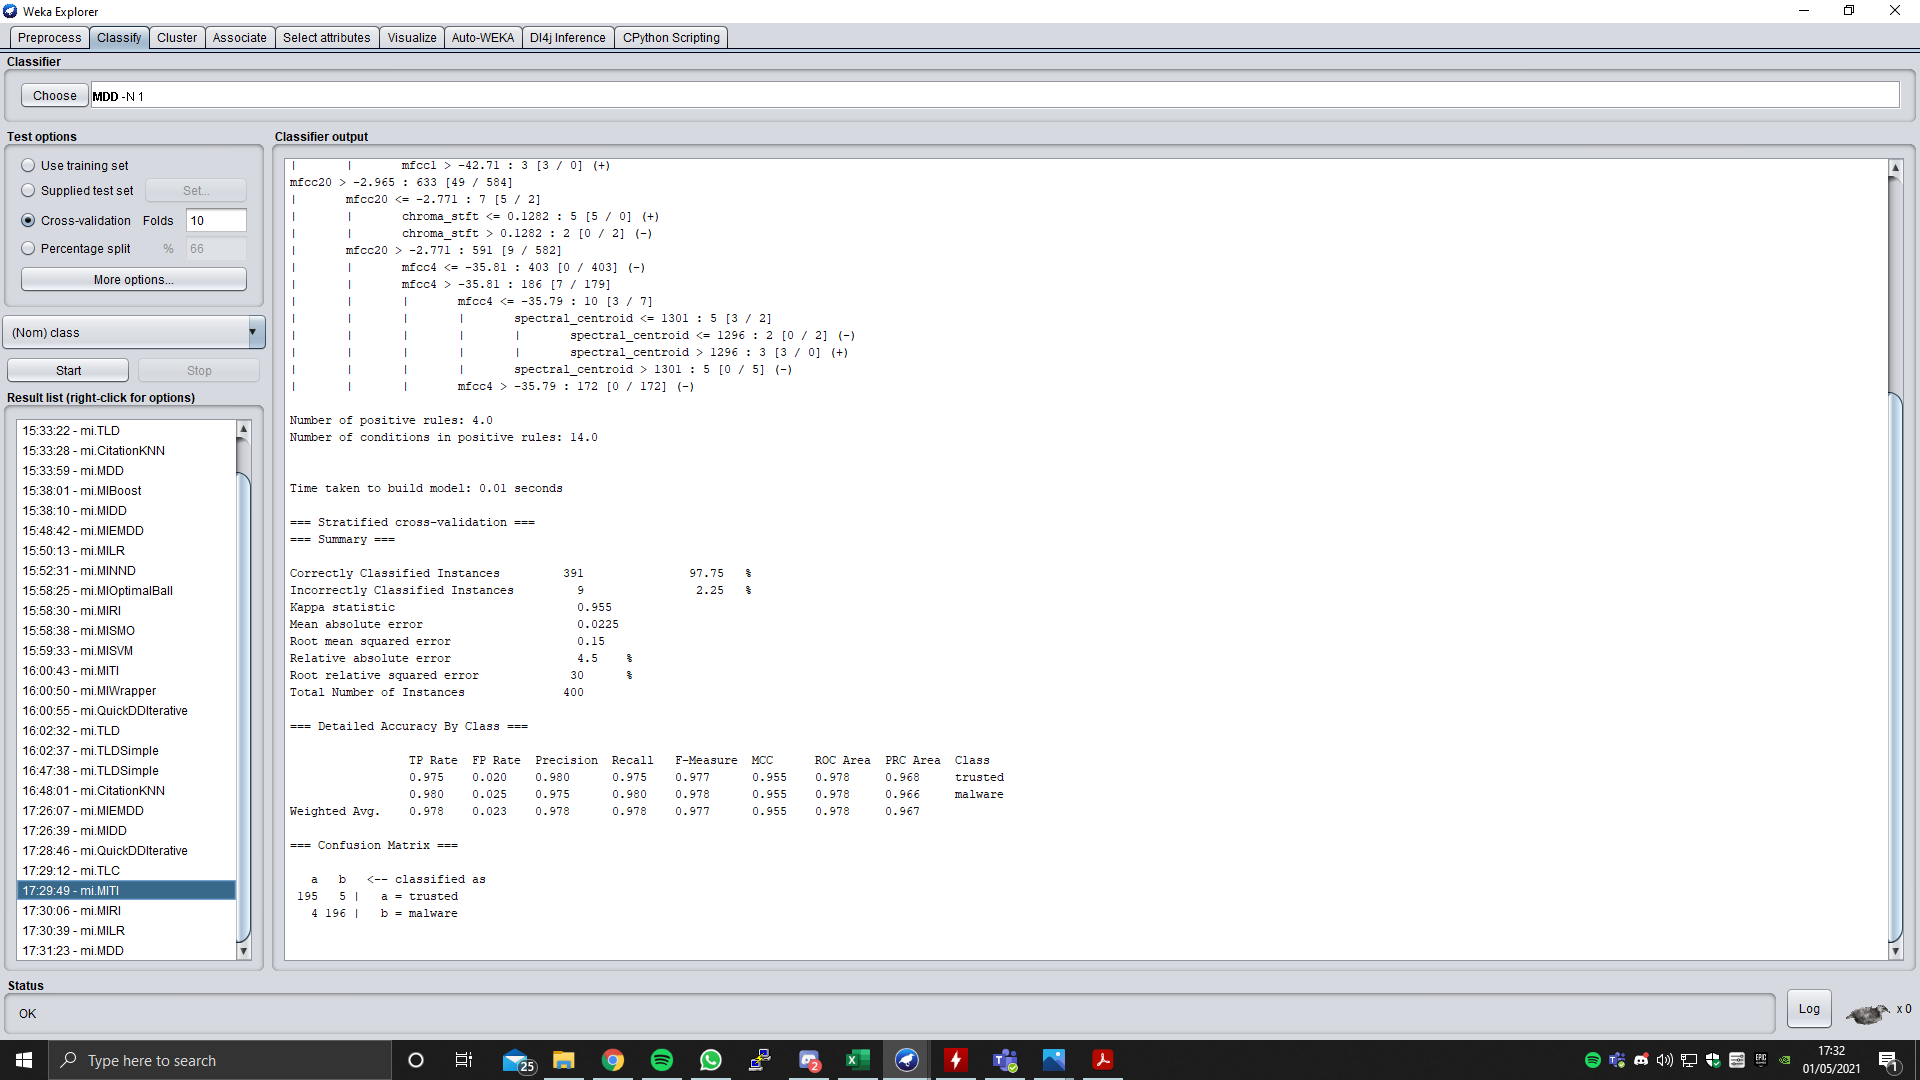 Weka Explorer
Preprocess Classify Cluster Associate Select attributes Visualize Auto-WEKA Dl4j Inference CPython Scripting
Classifier
Choose MDD -N 1
Test options
Use training set
Supplied test set Set...
Cross-validation Folds 10
Percentage split % 66
More options...
(Nom) class
Start Stop
Result list (right-click for options)
15:33:22 - mi.TLD
15:33:28 - mi.CitationKNN
15:33:59 - mi.MDD
15:38:01 - mi.MIBoost
15:38:10 - mi.MIDD
15:48:42 - mi.MIEMDD
15:50:13 - mi.MILR
15:52:31 - mi.MINND
15:58:25 - mi.MIOptimalBall
15:58:30 - mi.MIRI
15:58:38 - mi.MISMO
15:59:33 - mi.MISVM
16:00:43 - mi.MITI
16:00:50 - mi.MIWrapper
16:00:55 - mi.QuickDDIterative
16:02:32 - mi.TLD
16:02:37 - mi.TLDSimple
16:47:38 - mi.TLDSimple
16:48:01 - mi.CitationKNN
17:26:07 - mi.MIEMDD
17:26:39 - mi.MIDD
17:28:46 - mi.QuickDDIterative
17:29:12 - mi.TLC
17:29:49 - mi.MITI
17:30:06 - mi.MIRI
17:30:39 - mi.MILR
17:31:23 - mi.MDD
Classifier output
| | mfcc1 > -42.71 : 3 [3 / 0] (+)
mfcc20 > -2.965 : 633 [49 / 584]
| mfcc20 <= -2.771 : 7 [5 / 2]
| | chroma_stft <= 0.1282 : 5 [5 / 0] (+)
| | chroma_stft > 0.1282 : 2 [0 / 2] (-)
| mfcc20 > -2.771 : 591 [9 / 582]
| | mfcc4 <= -35.81 : 403 [0 / 403] (-)
| | mfcc4 > -35.81 : 186 [7 / 179]
| | | mfcc4 <= -35.79 : 10 [3 / 7]
| | | | spectral_centroid <= 1301 : 5 [3 / 2]
| | | | | spectral_centroid <= 1296 : 2 [0 / 2] (-)
| | | | | spectral_centroid > 1296 : 3 [3 / 0] (+)
| | | | spectral_centroid > 1301 : 5 [0 / 5] (-)
| | | mfcc4 > -35.79 : 172 [0 / 172] (-)
Number of positive rules: 4.0
Number of conditions in positive rules: 14.0
Time taken to build model: 0.01 seconds
=== Stratified cross-validation ===
=== Summary ===
Correctly Classified Instances 391 97.75 %
Incorrectly Classified Instances 9 2.25 %
Kappa statistic 0.955
Mean absolute error 0.0225
Root mean squared error 0.15
Relative absolute error 4.5 %
Root relative squared error 30 %
Total Number of Instances 400
=== Detailed Accuracy By Class ===
TP Rate FP Rate Precision Recall F-Measure MCC ROC Area PRC Area Class
0.975 0.020 0.980 0.975 0.977 0.955 0.978 0.968 trusted
0.980 0.025 0.975 0.980 0.978 0.955 0.978 0.966 malware
Weighted Avg. 0.978 0.023 0.978 0.978 0.977 0.955 0.978 0.967
=== Confusion Matrix ===
a b <-- classified as
195 5 | a = trusted
4 196 | b = malware
Status
OK
Log x 0
Type here to search
25
2
17:32
01/05/2021
1